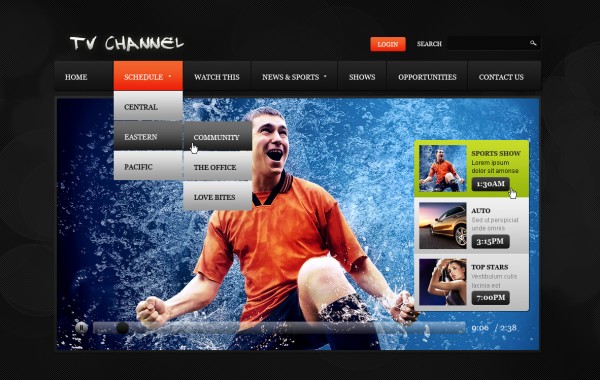 TV CHANNEL
LOGIN
SEARCH
HOME
SCHEDULE
WATCH THIS
NEWS & SPORTS
SHOWS
OPPORTUNITIES
CONTACT US
CENTRAL
EASTERN
PACIFIC
COMMUNITY
THE OFFICE
LOVE BITES
SPORTS SHOW
Lorem ipsum
dolor sit amonse
1:30AM
AUTO
Sed ut perspiciat
unde omnis
3:15PM
TOP STARS
Vestibulum culis
lacinia est
7:00PM
9:06 / 2:38